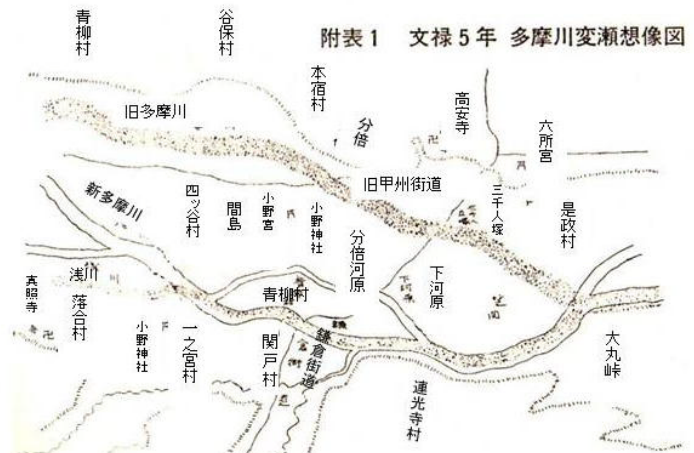 附表1 文禄5年 多摩川変瀬想像図
青柳村
谷保村
本宿村
分倍
高安寺
六所宮
旧多摩川
旧甲州街道
新多摩川
四ッ谷村
間島
小野宮
小野神社
分倍河原
三千人塚
是政村
浅川
真照寺
落合村
小野神社
一之宮村
青柳村
関戸村
鎌倉街道
下河原
下河原
連光寺村
大丸峠